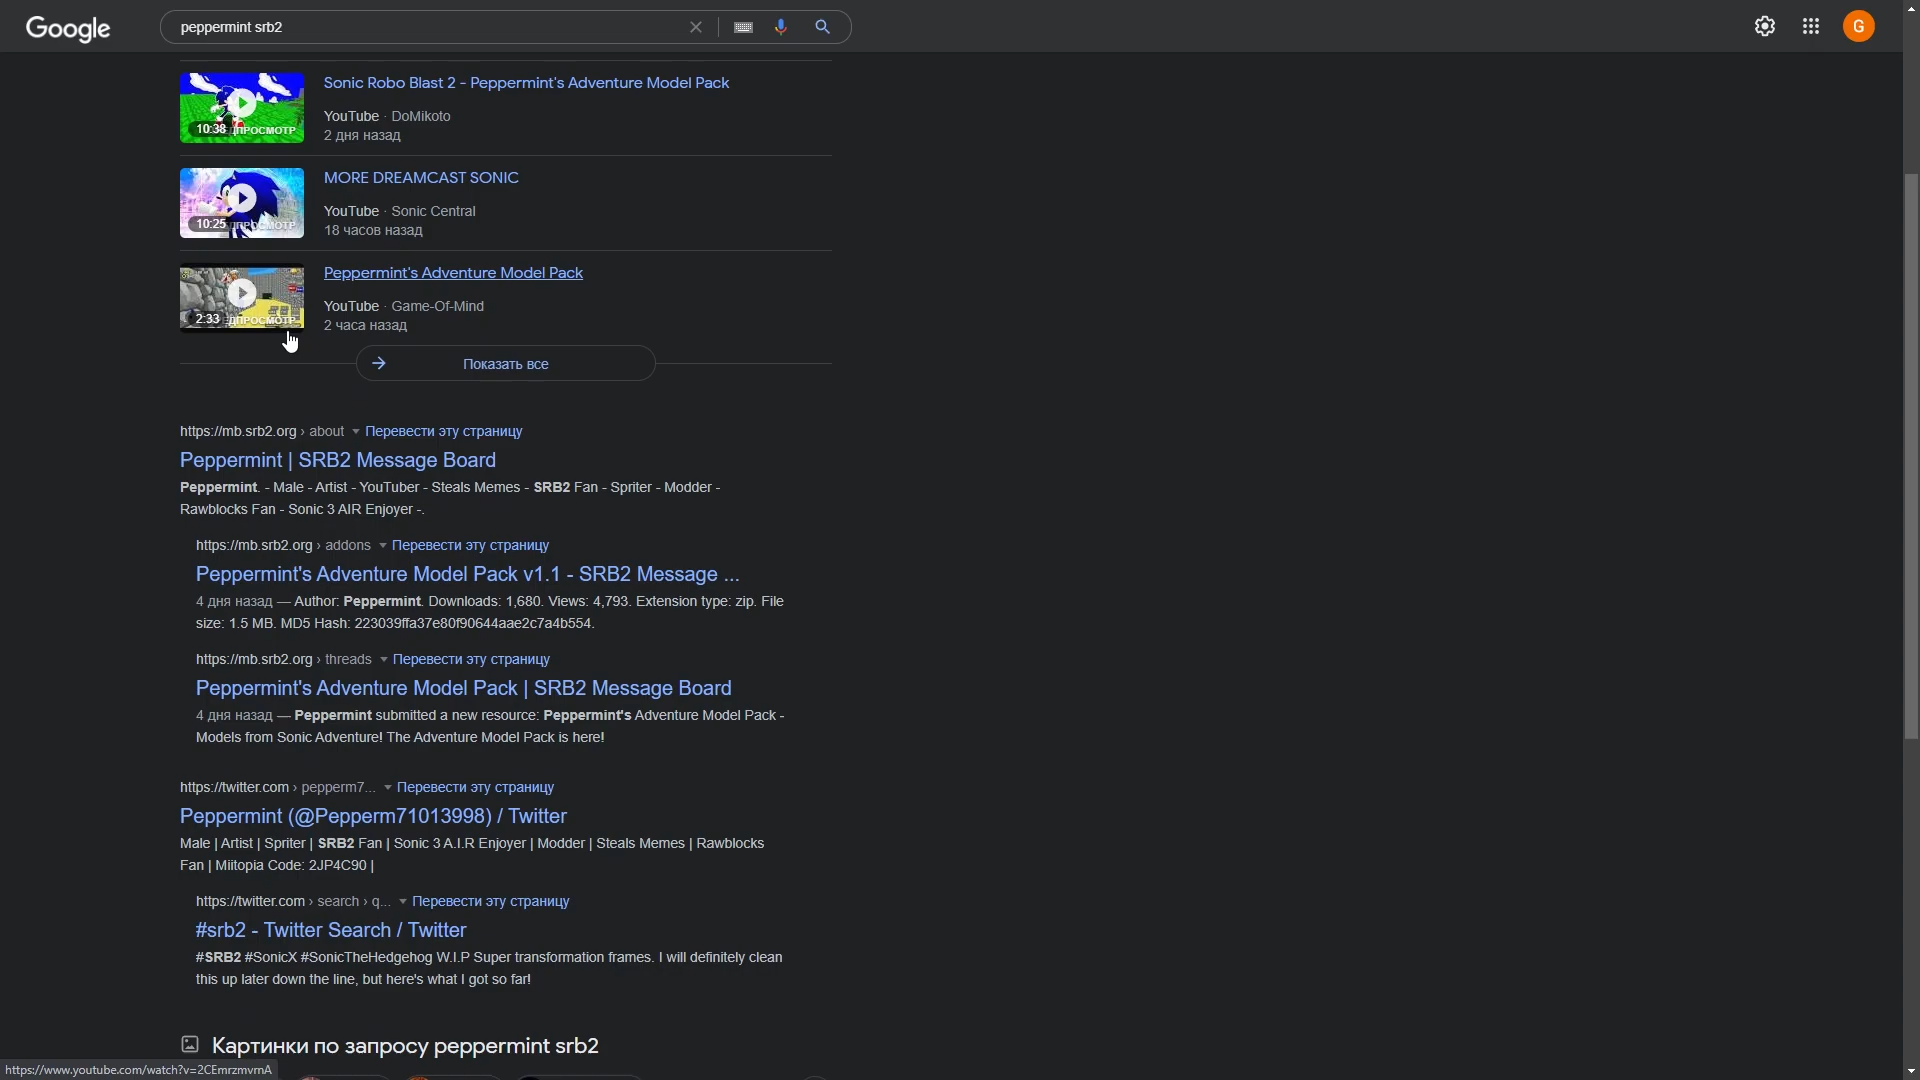 Google
peppermint srb2
G
Sonic Robo Blast 2 - Peppermint's Adventure Model Pack
YouTube · DoMikoto
2 дня назад
10:38
ДПРОСМОТР
MORE DREAMCAST SONIC
YouTube · Sonic Central
18 часов назад
10:25
ДПРОСМОТР
Peppermint's Adventure Model Pack
YouTube · Game-Of-Mind
2 часа назад
2:33
ДПРОСМОТР
Показать все
https://mb.srb2.org › about Перевести эту страницу
Peppermint | SRB2 Message Board
Peppermint. - Male - Artist - YouTuber - Steals Memes - SRB2 Fan - Spriter - Modder -
Rawblocks Fan - Sonic 3 AIR Enjoyer -.
https://mb.srb2.org › addons Перевести эту страницу
Peppermint's Adventure Model Pack v1.1 - SRB2 Message ...
4 дня назад — Author: Peppermint. Downloads: 1,680. Views: 4,793. Extension type: zip. File
size: 1.5 MB. MD5 Hash: 223039ffa37e80f90644aae2c7a4b554.
https://mb.srb2.org › threads Перевести эту страницу
Peppermint's Adventure Model Pack | SRB2 Message Board
4 дня назад — Peppermint submitted a new resource: Peppermint's Adventure Model Pack -
Models from Sonic Adventure! The Adventure Model Pack is here!
https://twitter.com › pepperm7... Перевести эту страницу
Peppermint (@Pepperm71013998) / Twitter
Male | Artist | Spriter | SRB2 Fan | Sonic 3 A.I.R Enjoyer | Modder | Steals Memes | Rawblocks
Fan | Miitopia Code: 2JP4C90 |
https://twitter.com › search › q... Перевести эту страницу
#srb2 - Twitter Search / Twitter
#SRB2 #SonicX #SonicTheHedgehog W.I.P Super transformation frames. I will definitely clean
this up later down the line, but here's what I got so far!
Картинки по запросу peppermint srb2
https://www.youtube.com/watch?v=2CEmrzmvrnA